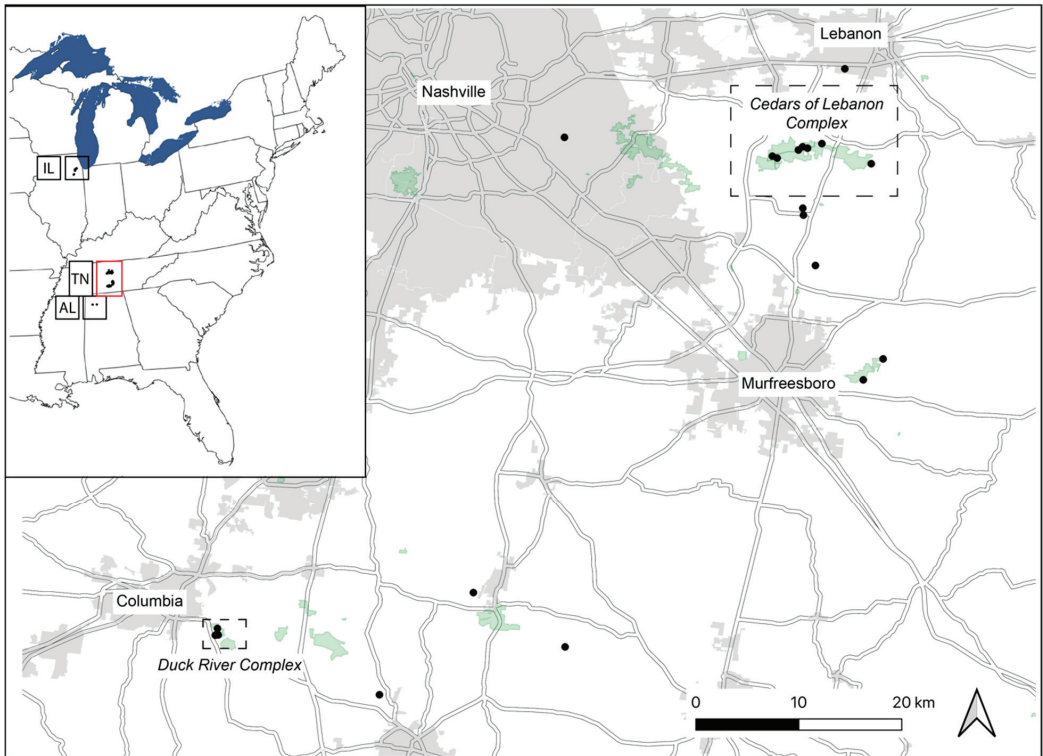 IL
TN
AL
Nashville
Lebanon
Cedars of Lebanon
Complex
Murfreesboro
Columbia
Duck River Complex
0 10 20 km